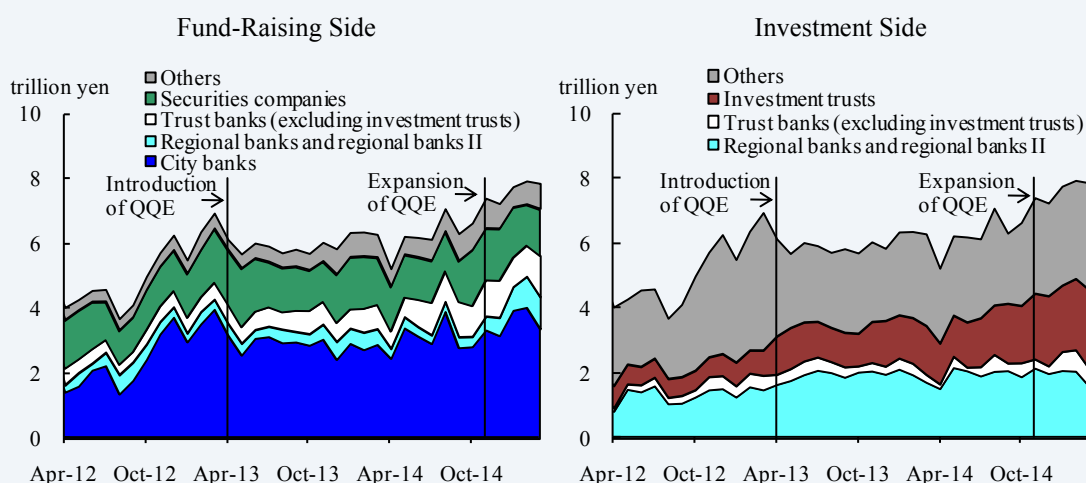 Fund-Raising Side
trillion yen
Others
Securities companies
Trust banks (excluding investment trusts)
Regional banks and regional banks II
City banks
Introduction
of QQE
Expansion
of QQE
10
8
6
4
2
0
Apr-12 Oct-12 Apr-13 Oct-13 Apr-14 Oct-14
Investment Side
trillion yen
Others
Investment trusts
Trust banks (excluding investment trusts)
Regional banks and regional banks II
Introduction
of QQE
Expansion
of QQE
10
8
6
4
2
0
Apr-12 Oct-12 Apr-13 Oct-13 Apr-14 Oct-14